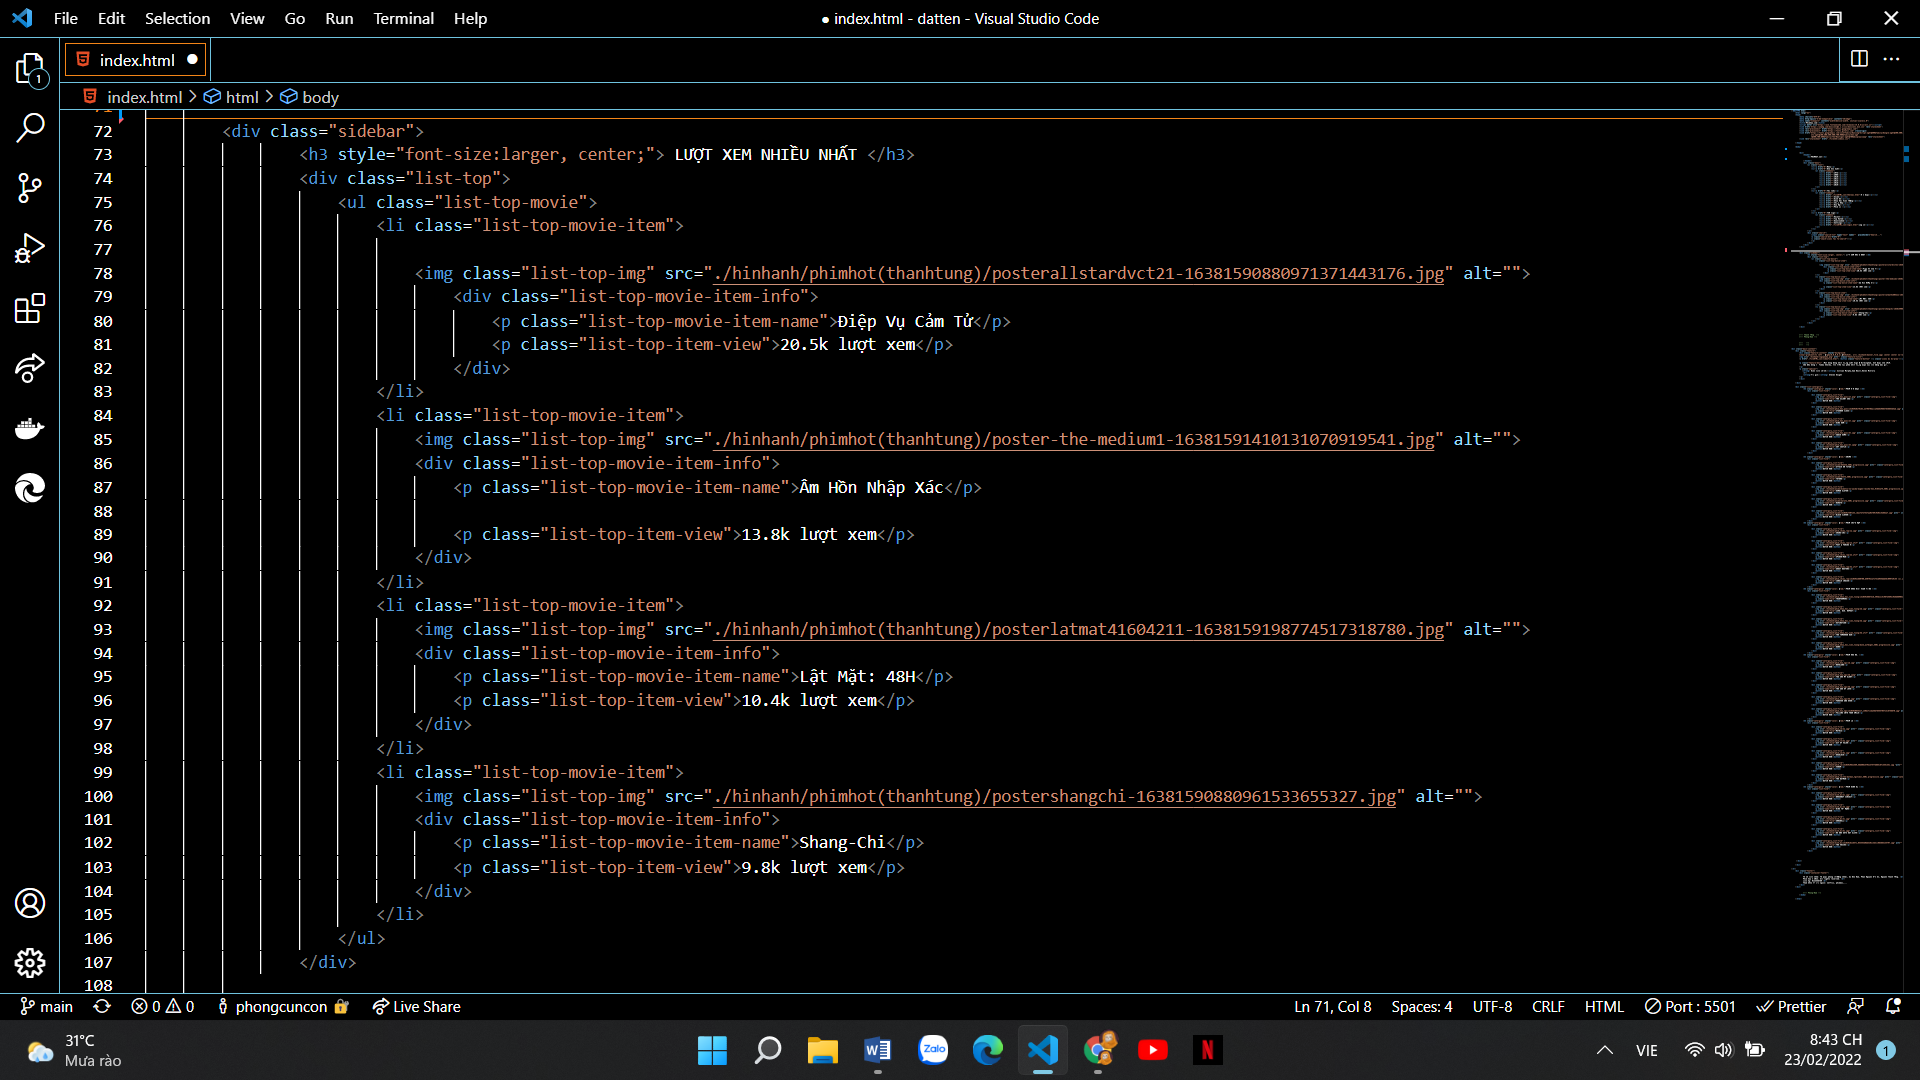 File Edit Selection View Go Run Terminal Help
● index.html - datten - Visual Studio Code
index.html ●
index.html > html > body
1
72 <div class="sidebar">
73 <h3 style="font-size:larger, center;"> LƯỢT XEM NHIỀU NHẤT </h3>
74 <div class="list-top">
75 <ul class="list-top-movie">
76 <li class="list-top-movie-item">
77
78 <img class="list-top-img" src="./hinhanh/phimhot(thanhtung)/posterallstardvct21-16381590880971371443176.jpg" alt="">
79 <div class="list-top-movie-item-info">
80 <p class="list-top-movie-item-name">Điệp Vụ Cảm Tử</p>
81 <p class="list-top-item-view">20.5k lượt xem</p>
82 </div>
83 </li>
84 <li class="list-top-movie-item">
85 <img class="list-top-img" src="./hinhanh/phimhot(thanhtung)/poster-the-medium1-16381591410131070919541.jpg" alt="">
86 <div class="list-top-movie-item-info">
87 <p class="list-top-movie-item-name">Âm Hồn Nhập Xác</p>
88
89 <p class="list-top-item-view">13.8k lượt xem</p>
90 </div>
91 </li>
92 <li class="list-top-movie-item">
93 <img class="list-top-img" src="./hinhanh/phimhot(thanhtung)/posterlatmat41604211-1638159198774517318780.jpg" alt="">
94 <div class="list-top-movie-item-info">
95 <p class="list-top-movie-item-name">Lật Mặt: 48H</p>
96 <p class="list-top-item-view">10.4k lượt xem</p>
97 </div>
98 </li>
99 <li class="list-top-movie-item">
100 <img class="list-top-img" src="./hinhanh/phimhot(thanhtung)/postershangchi-16381590880961533655327.jpg" alt="">
101 <div class="list-top-movie-item-info">
102 <p class="list-top-movie-item-name">Shang-Chi</p>
103 <p class="list-top-item-view">9.8k lượt xem</p>
104 </div>
105 </li>
106 </ul>
107 </div>
108
main 0 0 phongcuncon Live Share Ln 71, Col 8 Spaces: 4 UTF-8 CRLF HTML Port : 5501 Prettier
31°C
Mưa rào
Zalo
VIE
8:43 CH
23/02/2022
1